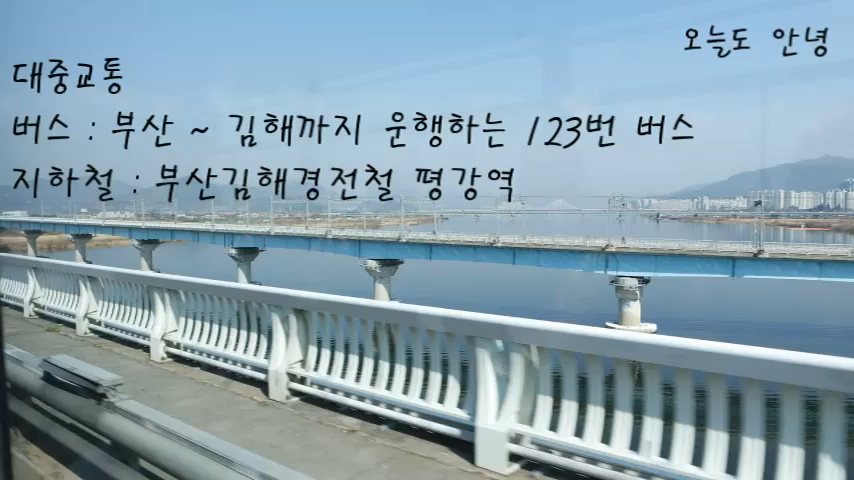 오늘도 안녕
대중교통
버스 : 부산 ~ 김해까지 운행하는 123번 버스
지하철 : 부산김해경전철 평강역